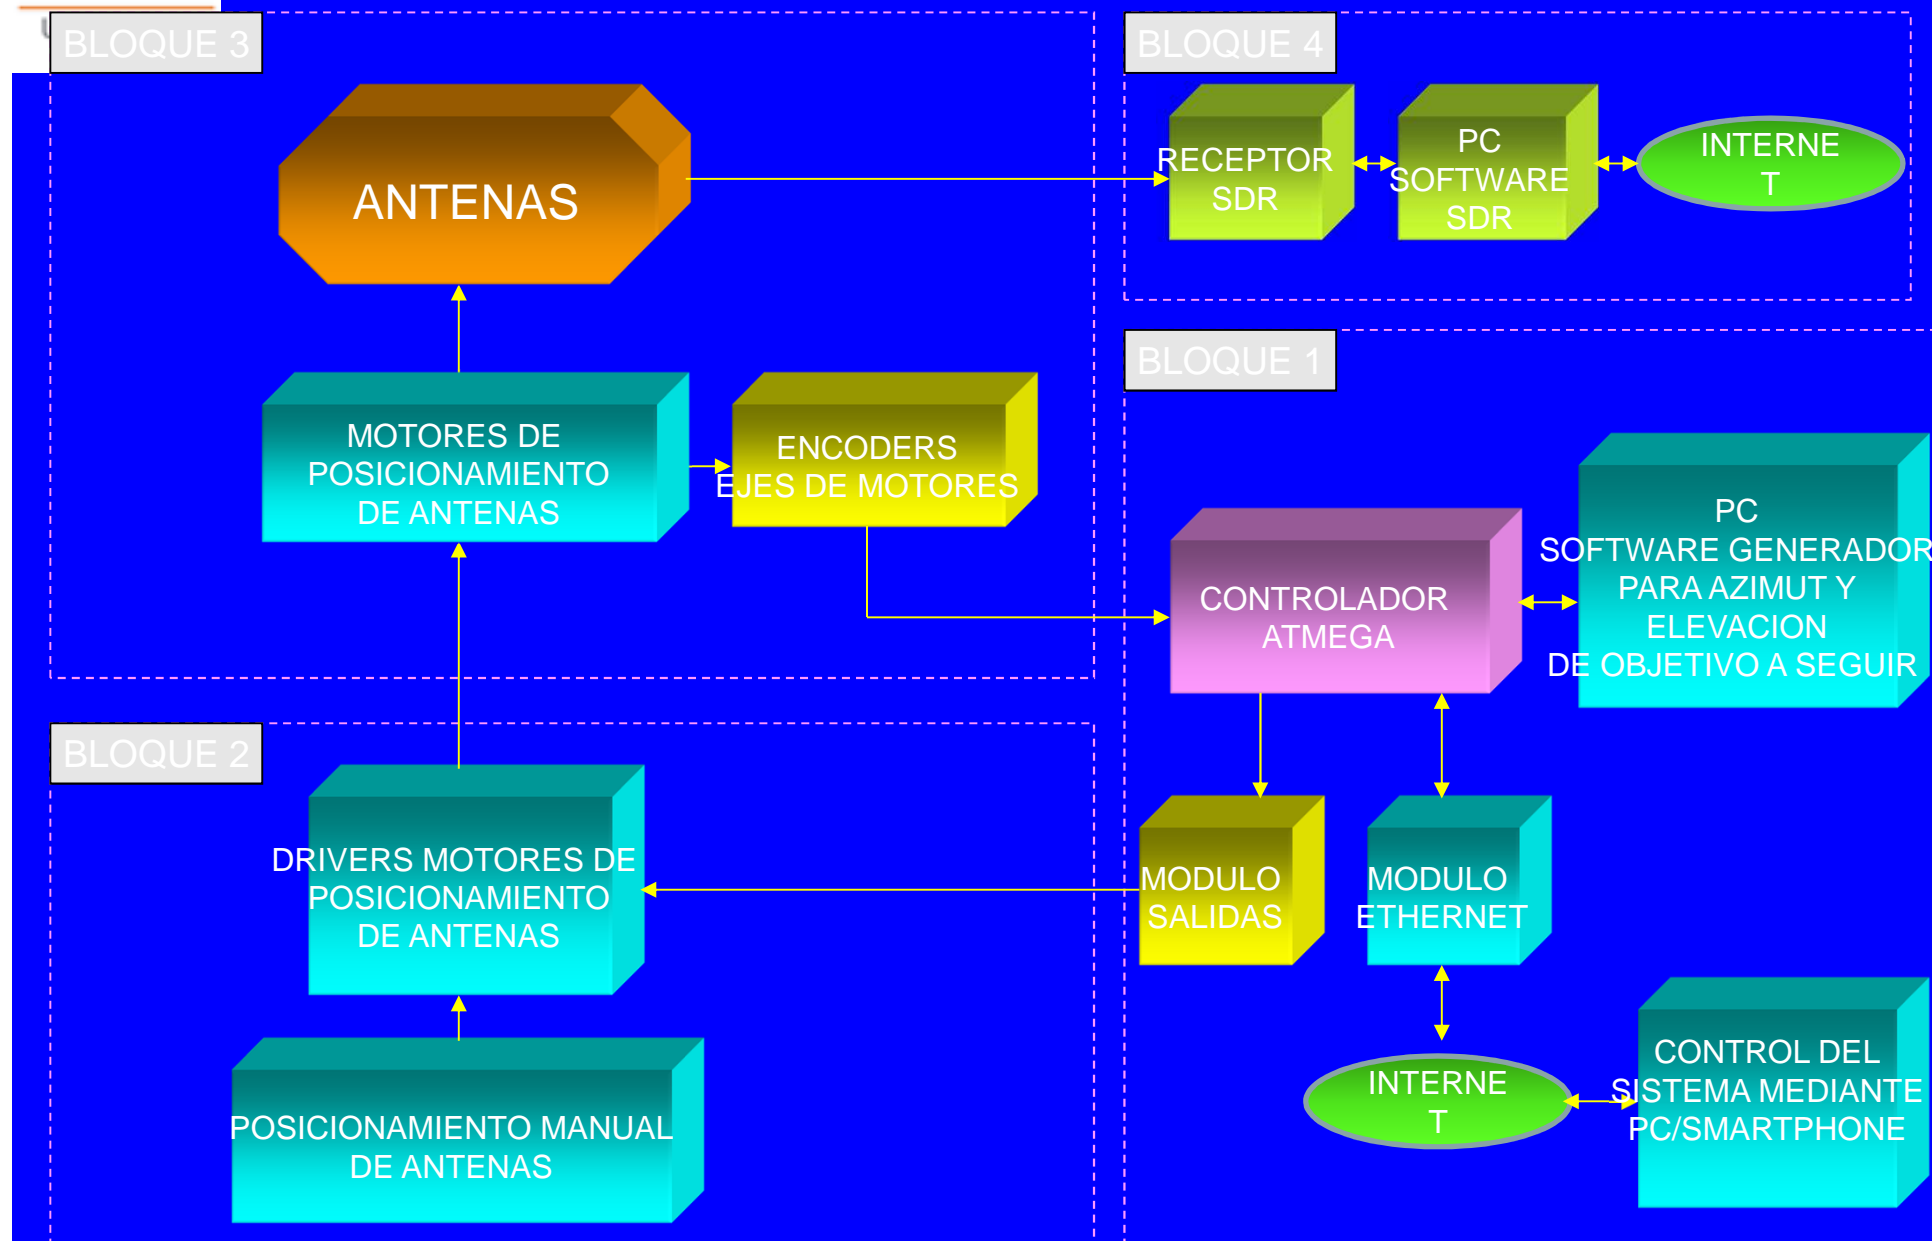 BLOQUE 3
ANTENAS
MOTORES DE
POSICIONAMIENTO
DE ANTENAS
ENCODERS
EJES DE MOTORES
BLOQUE 4
RECEPTOR
SDR
PC
SOFTWARE
SDR
INTERNE
T
BLOQUE 1
CONTROLADOR
ATMEGA
PC
SOFTWARE GENERADOR
PARA AZIMUT Y
ELEVACION
DE OBJETIVO A SEGUIR
MODULO
SALIDAS
MODULO
ETHERNET
INTERNE
T
CONTROL DEL
SISTEMA MEDIANTE
PC/SMARTPHONE
BLOQUE 2
DRIVERS MOTORES DE
POSICIONAMIENTO
DE ANTENAS
POSICIONAMIENTO MANUAL
DE ANTENAS